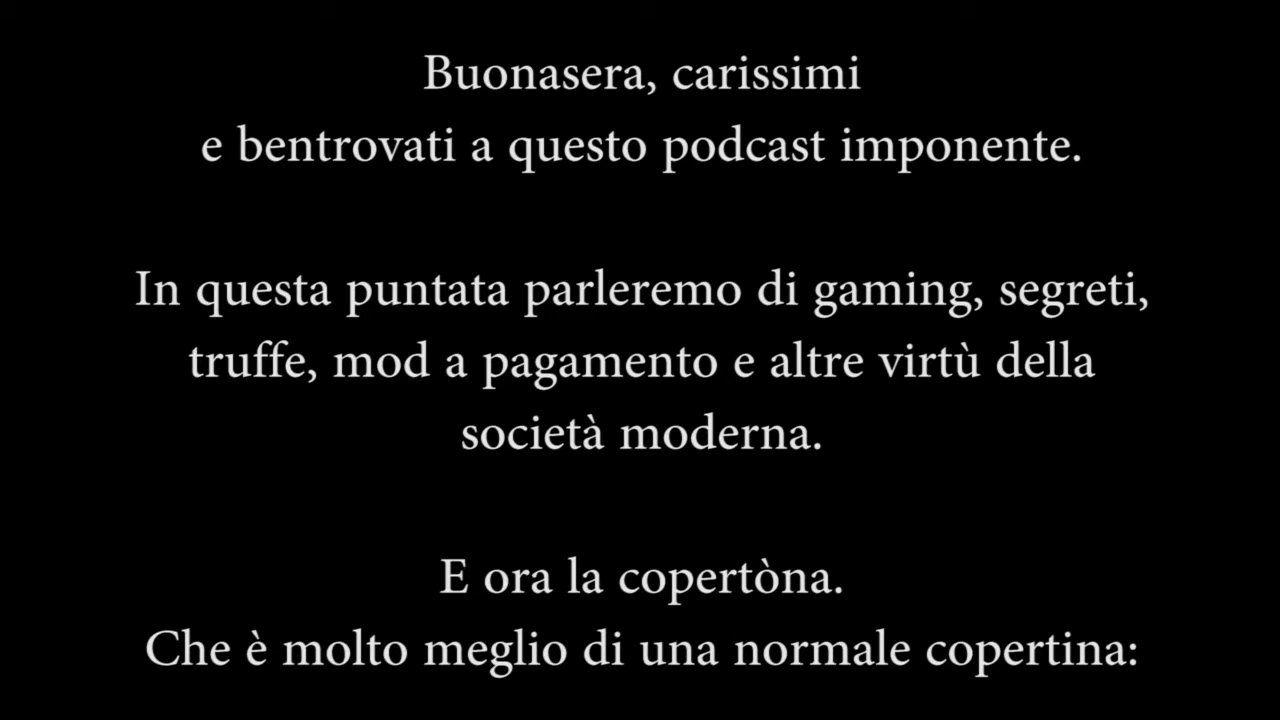 Buonasera, carissimi
e bentrovati a questo podcast imponente.
In questa puntata parleremo di gaming, segreti,
truffe, mod a pagamento e altre virtù della
società moderna.
E ora la copertòna.
Che è molto meglio di una normale copertina: